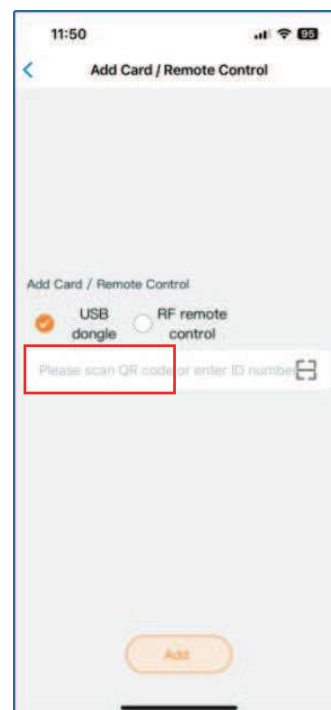 11:50 95
Add Card / Remote Control
Add Card / Remote Control
USB dongle
RF remote control
Please scan QR code or enter ID number
Add